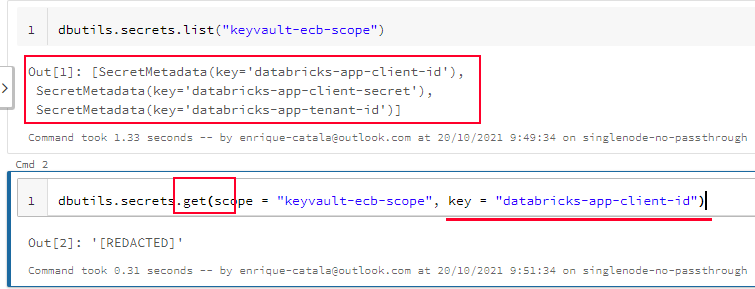 1 dbutils.secrets.list("keyvault-ecb-scope")
Out[1]: [SecretMetadata(key='databricks-app-client-id'),
SecretMetadata(key='databricks-app-client-secret'),
SecretMetadata(key='databricks-app-tenant-id')]
Command took 1.33 seconds -- by enrique-catala@outlook.com at 20/10/2021 9:49:34 on singlenode-no-passthrough
Cmd 2
1 dbutils.secrets.get(scope = "keyvault-ecb-scope", key = "databricks-app-client-id")
Out[2]: '[REDACTED]'
Command took 0.31 seconds -- by enrique-catala@outlook.com at 20/10/2021 9:51:34 on singlenode-no-passthrough